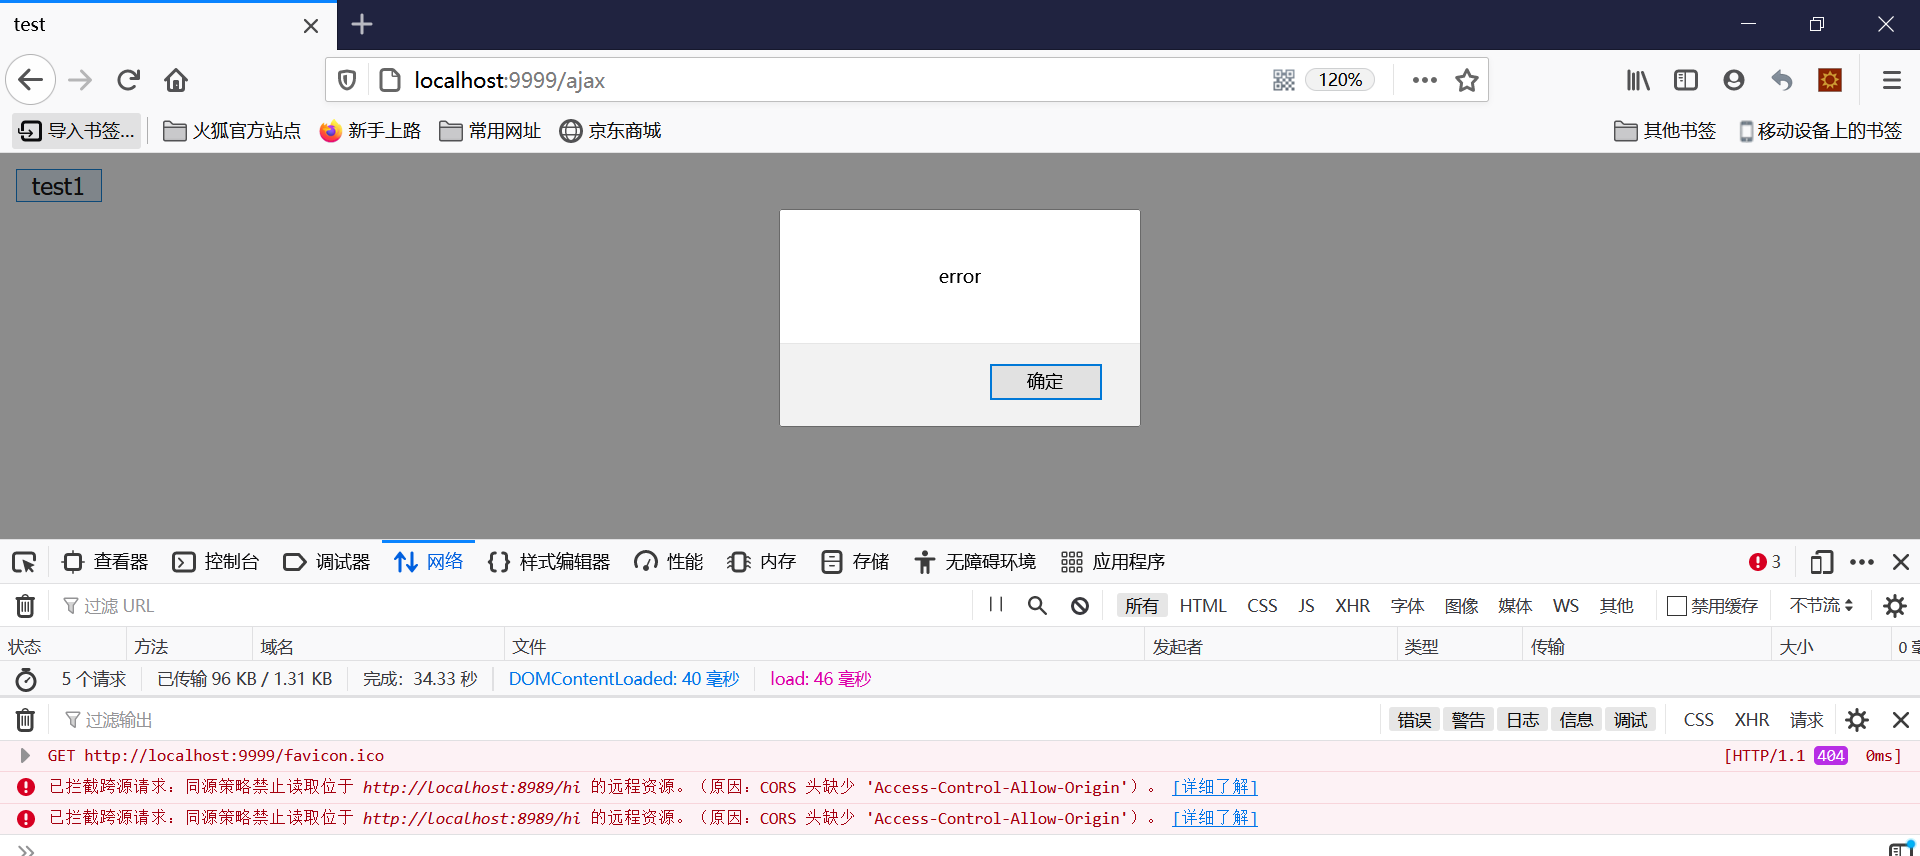 test
localhost:9999/ajax
120%
导入书签...
火狐官方站点
新手上路
常用网址
京东商城
其他书签
移动设备上的书签
test1
error
确定
查看器
控制台
调试器
网络
样式编辑器
性能
内存
存储
无障碍环境
应用程序
3
过滤 URL
所有 HTML CSS JS XHR 字体 图像 媒体 WS 其他
禁用缓存
不节流
状态 方法 域名 文件 发起者 类型 传输 大小 0 毫
5 个请求 已传输 96 KB / 1.31 KB 完成：34.33 秒 DOMContentLoaded: 40 毫秒 load: 46 毫秒
过滤输出
错误 警告 日志 信息 调试 CSS XHR 请求
GET http://localhost:9999/favicon.ico [HTTP/1.1 404 0ms]
已拦截跨源请求：同源策略禁止读取位于 http://localhost:8989/hi 的远程资源。（原因：CORS 头缺少 'Access-Control-Allow-Origin'）。 [详细了解]
已拦截跨源请求：同源策略禁止读取位于 http://localhost:8989/hi 的远程资源。（原因：CORS 头缺少 'Access-Control-Allow-Origin'）。 [详细了解]